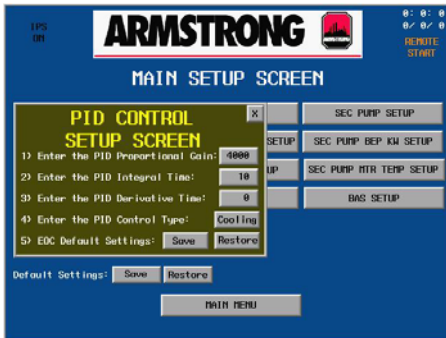 IPS
ON
ARMSTRONG
0: 0: 0
0/ 0/ 0
REMOTE
START
MAIN SETUP SCREEN
PID CONTROL
SETUP SCREEN
X
1) Enter the PID Proportional Gain: 4000
2) Enter the PID Integral Time: 10
3) Enter the PID Derivative Time: 0
4) Enter the PID Control Type: Cooling
5) EOC Default Settings: Save Restore
SEC PUMP SETUP
SETUP
SEC PUMP BEP KW SETUP
UP
SEC PUMP MTR TEMP SETUP
BAS SETUP
Default Settings: Save Restore
MAIN MENU